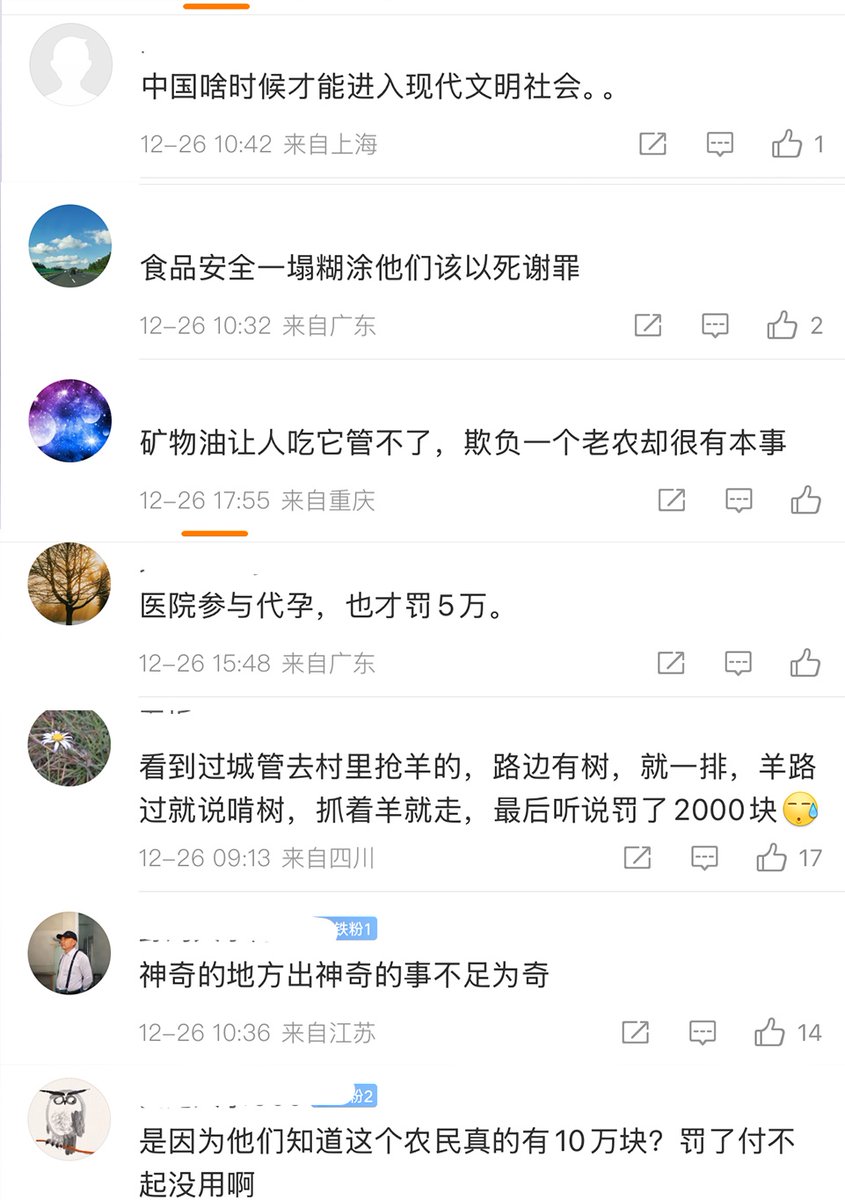 中国啥时候才能进入现代文明社会。。
12-26 10:42 来自上海
1
食品安全一塌糊涂他们该以死谢罪
12-26 10:32 来自广东
2
矿物油让人吃它管不了，欺负一个老农却很有本事
12-26 17:55 来自重庆
医院参与代孕，也才罚5万。
12-26 15:48 来自广东
看到过城管去村里抢羊的，路边有树，就一排，羊路
过就说啃树，抓着羊就走，最后听说罚了2000块
12-26 09:13 来自四川
17
铁粉1
神奇的地方出神奇的事不足为奇
12-26 10:36 来自江苏
14
粉2
是因为他们知道这个农民真的有10万块？罚了付不
起没用啊